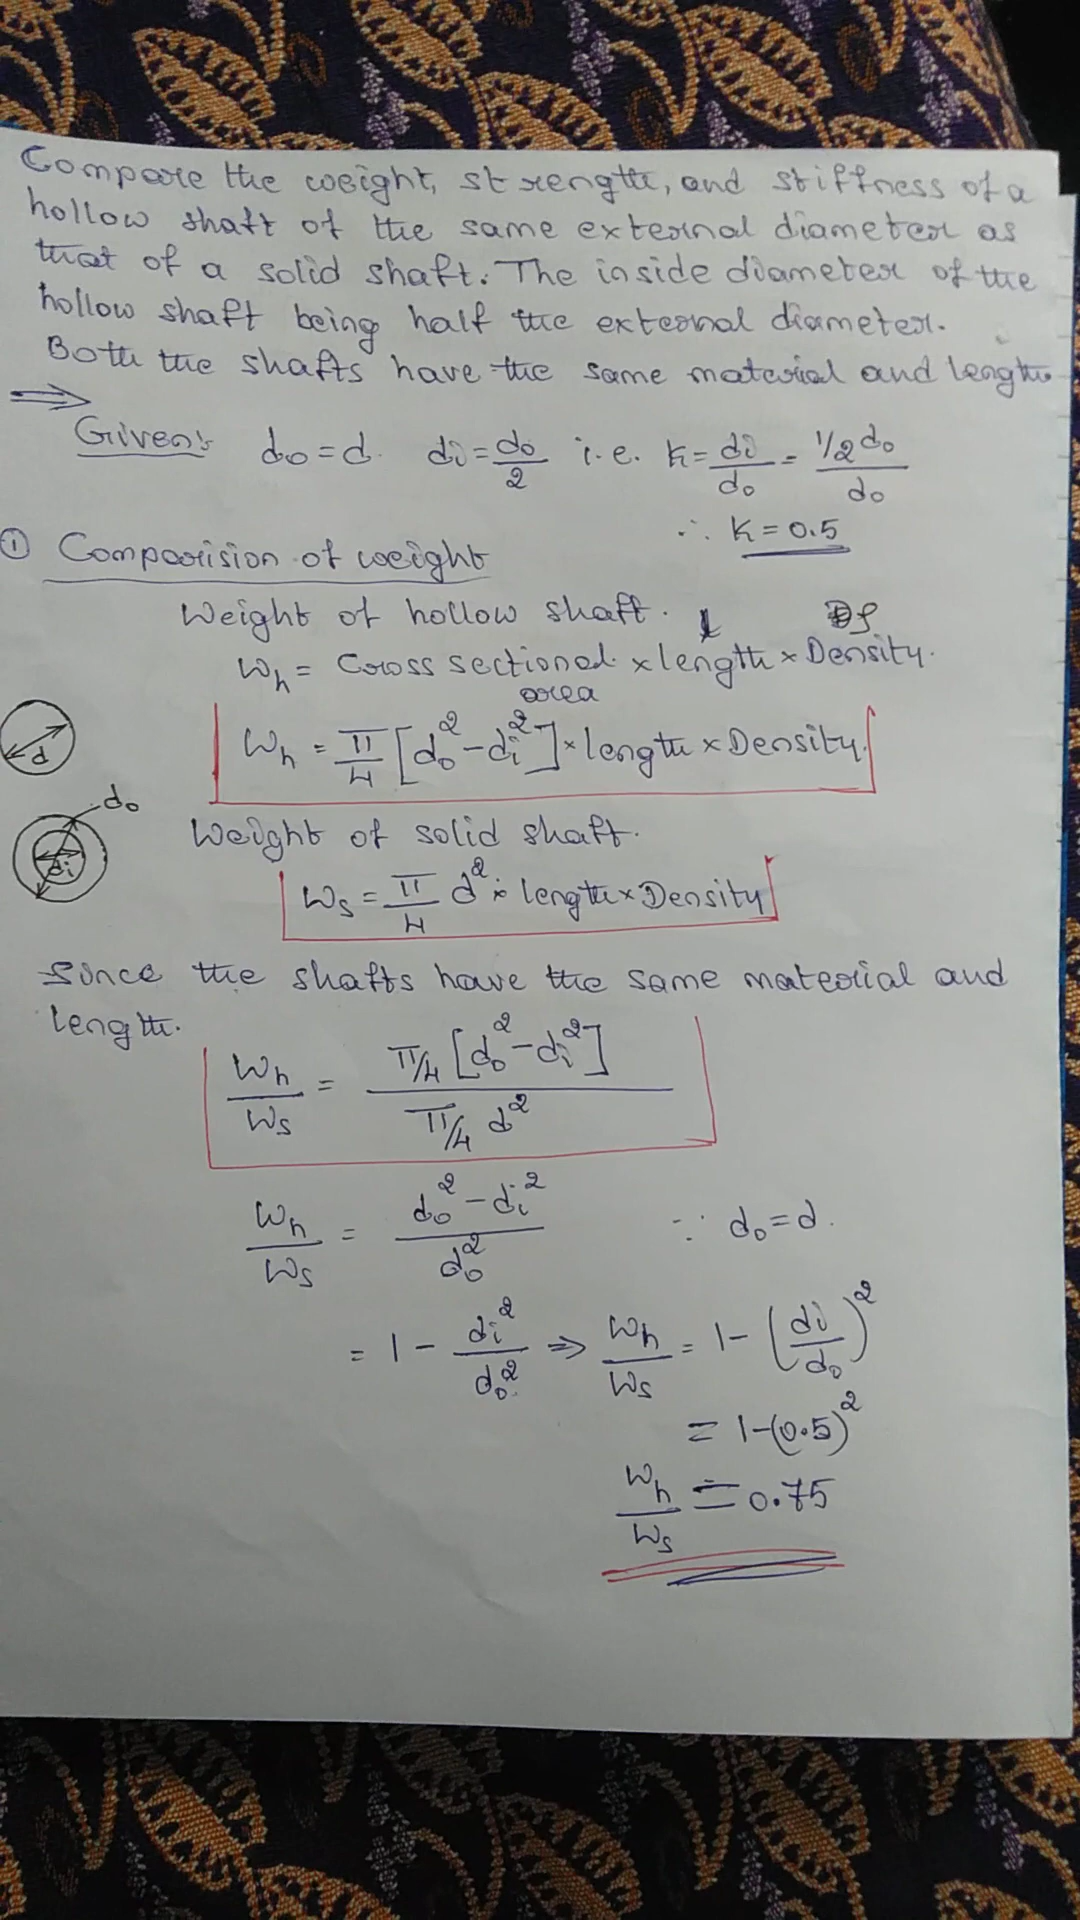 Compare the weight, strength, and stiffness of a
hollow shaft of the same external diameter as
that of a solid shaft. The inside diameter of the
hollow shaft being half the external diameter.
Both the shafts have the same material and length
⇒
Given: do = d. di = do/2 i.e. K = di/do = 1/2 do/do
∴ K = 0.5
① Comparision of weight
Weight of hollow shaft.
Wh = Cross sectional area × length × Density.
Wh = π/4 [do² - di²] × length × Density.
d
do
di
Weight of solid shaft.
Ws = π/4 d² × length × Density
Since the shafts have the same material and
length.
Wh/Ws = π/4 [do² - di²] / π/4 d²
Wh/Ws = do² - di² / do² ∵ do = d.
= 1 - di²/do² ⇒ Wh/Ws = 1 - (di/do)²
= 1-(0.5)²
Wh/Ws = 0.75